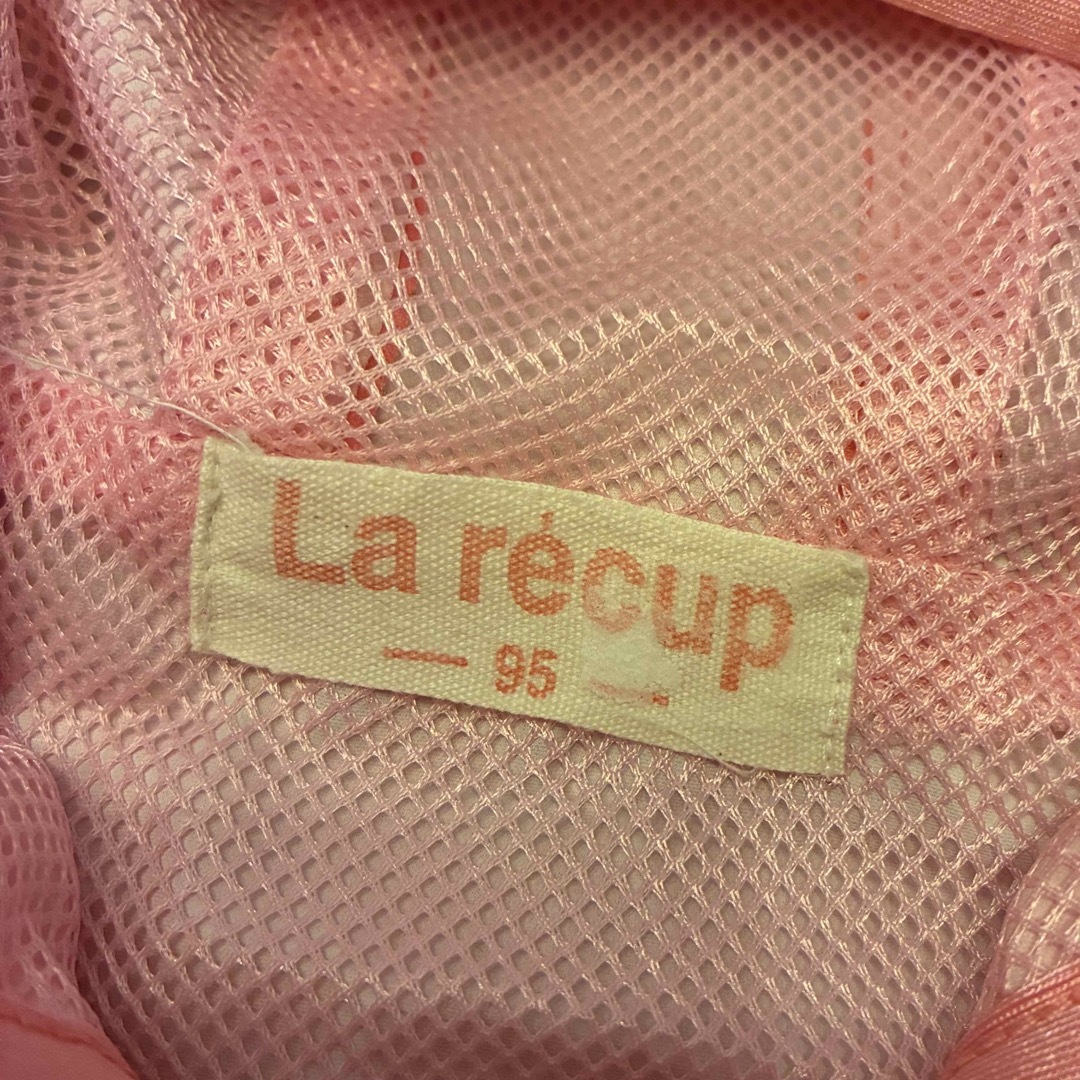 La récup
— 95 —